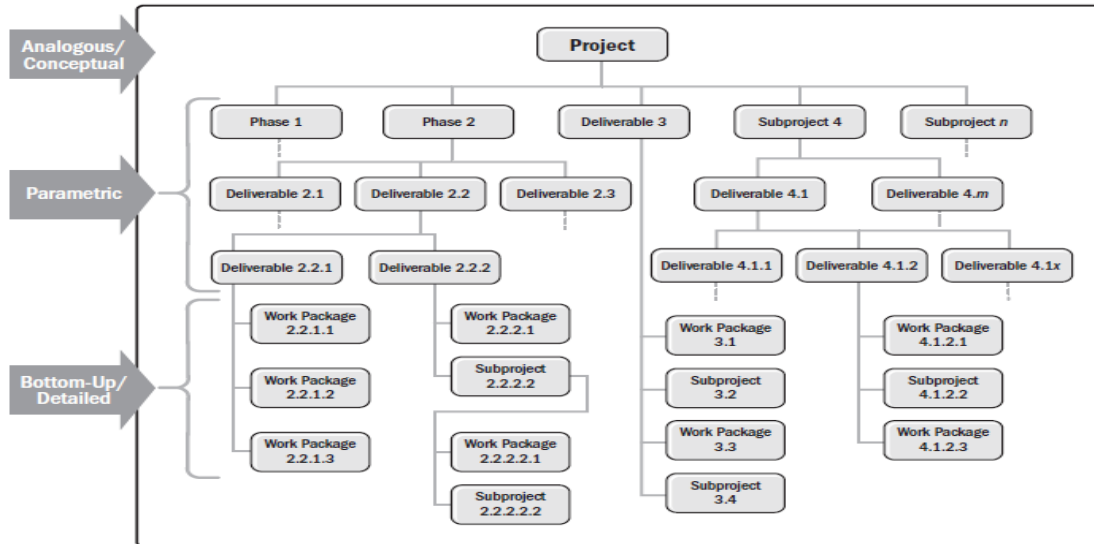 Analogous/
Conceptual
Project
Phase 1
Phase 2
Deliverable 3
Subproject 4
Subproject n
Parametric
Deliverable 2.1
Deliverable 2.2
Deliverable 2.3
Deliverable 4.1
Deliverable 4.m
Deliverable 2.2.1
Deliverable 2.2.2
Deliverable 4.1.1
Deliverable 4.1.2
Deliverable 4.1x
Bottom-Up/
Detailed
Work Package
2.2.1.1
Work Package
2.2.1.2
Work Package
2.2.1.3
Work Package
2.2.2.1
Subproject
2.2.2.2
Work Package
2.2.2.2.1
Subproject
2.2.2.2.2
Work Package
3.1
Subproject
3.2
Work Package
3.3
Subproject
3.4
Work Package
4.1.2.1
Subproject
4.1.2.2
Work Package
4.1.2.3